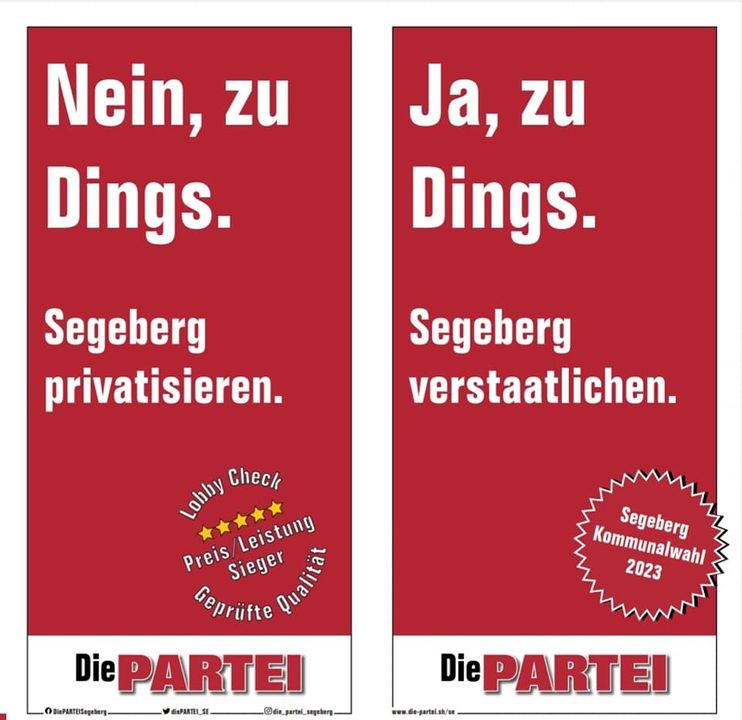 Nein, zu
Dings.
Segeberg
privatisieren.
Lobby Check
Preis/Leistung
Sieger
Geprüfte Qualität
Die PARTEI
DiePARTEISegeberg
diePARTEI_SE
die_partei_segeberg
Ja, zu
Dings.
Segeberg
verstaatlichen.
Segeberg
Kommunalwahl
2023
Die PARTEI
www.die-partei.sh/se